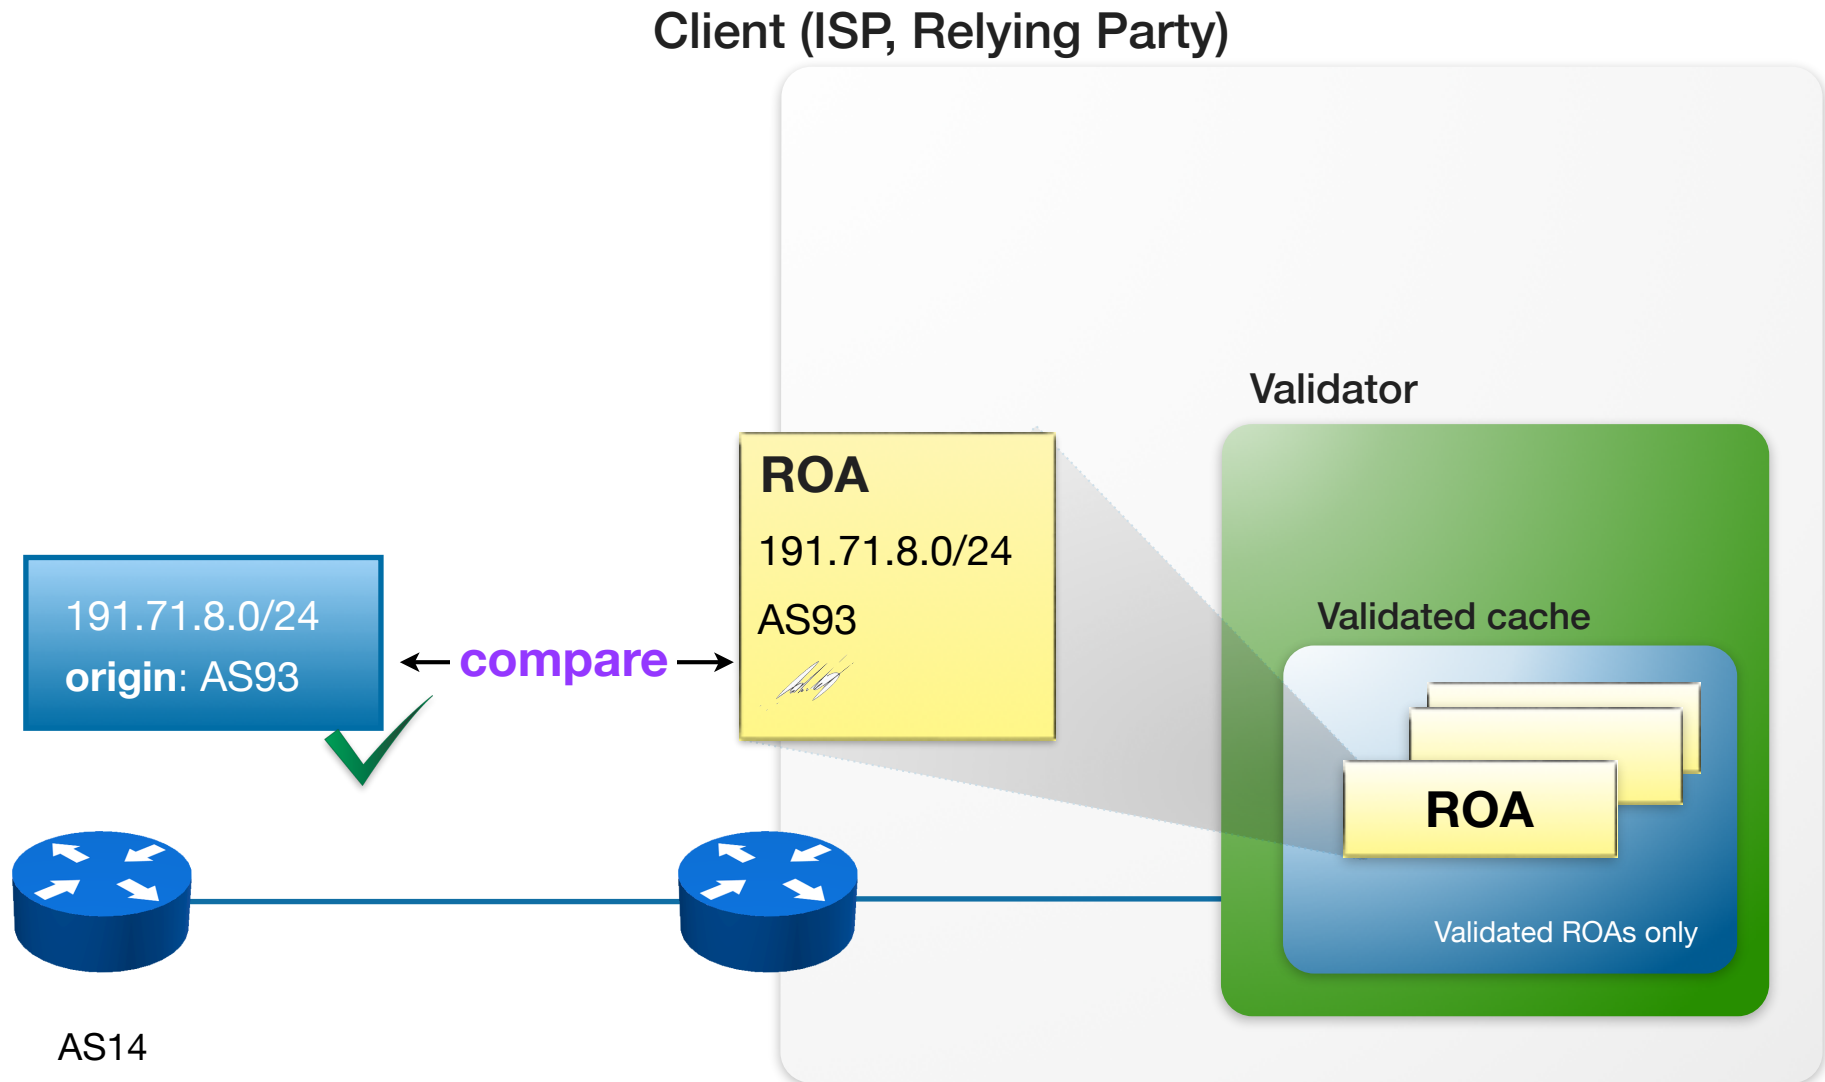 Client (ISP, Relying Party)
Validator
ROA
191.71.8.0/24
AS93
191.71.8.0/24
origin: AS93
compare
Validated cache
ROA
Validated ROAs only
AS14